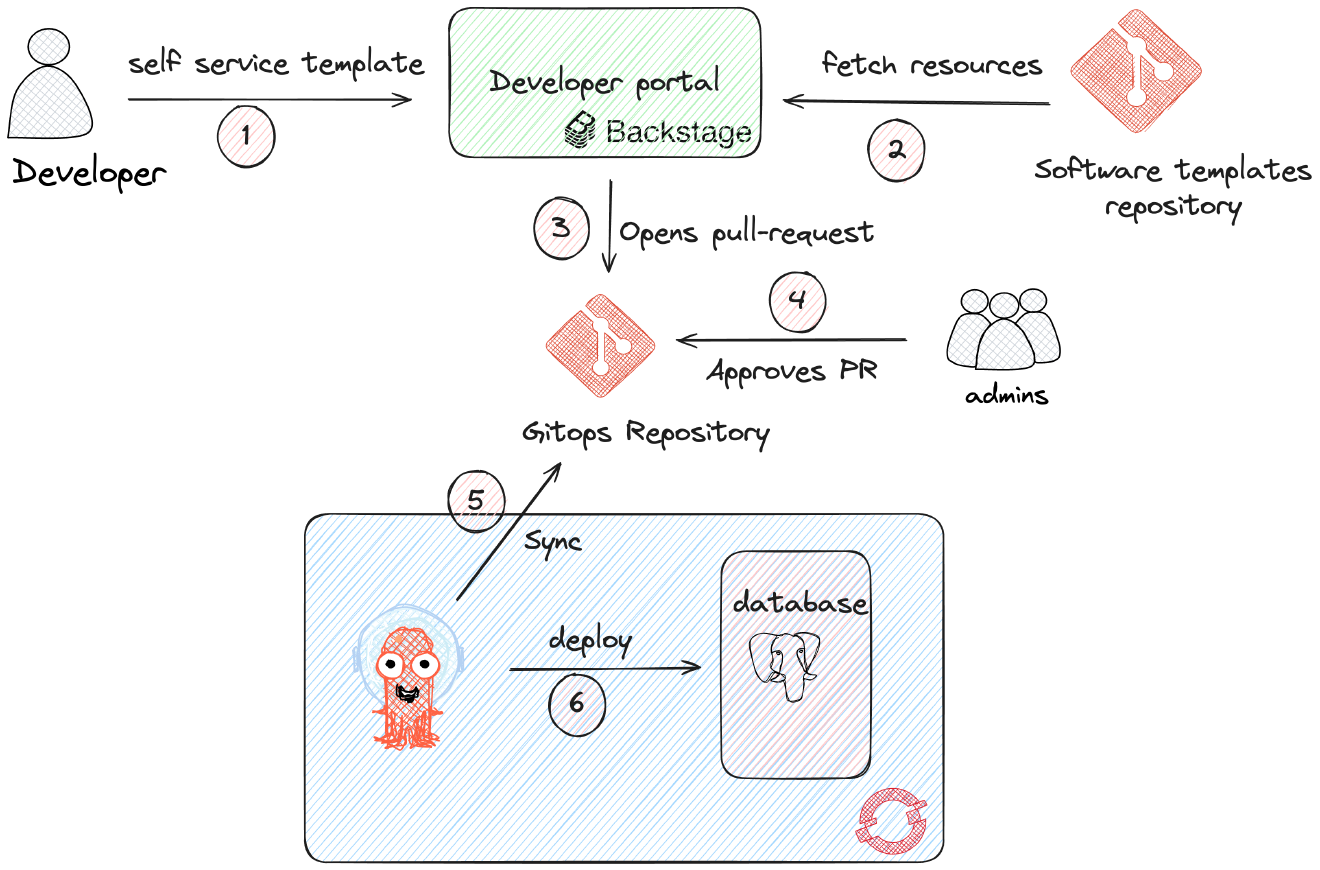 self service template
1
Developer
Developer portal
Backstage
fetch resources
2
Software templates
repository
3
Opens pull-request
4
Approves PR
admins
Gitops Repository
5
Sync
deploy
6
database